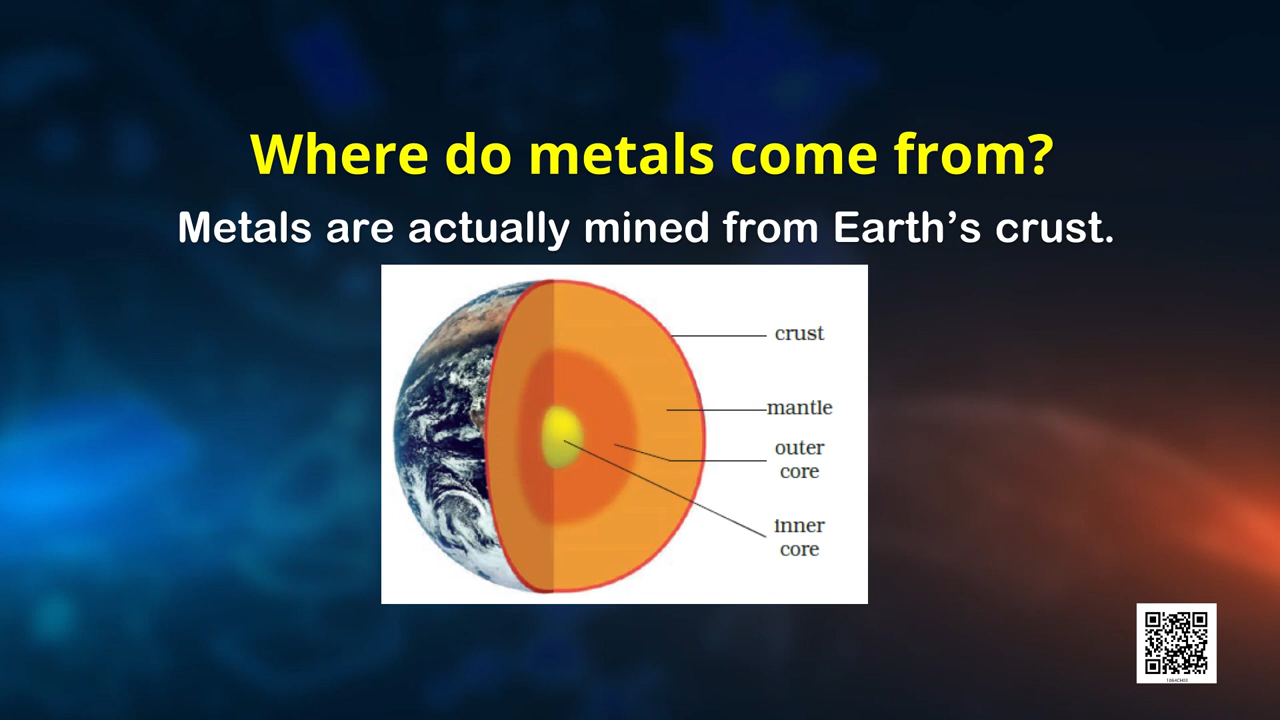 Where do metals come from?
Metals are actually mined from Earth’s crust.
crust
mantle
outer
core
inner
core